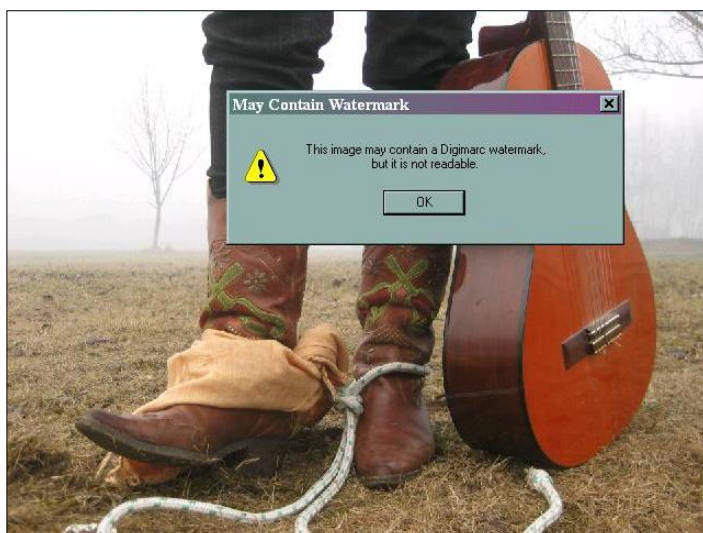 May Contain Watermark
This image may contain a Digimarc watermark,
but it is not readable.
OK